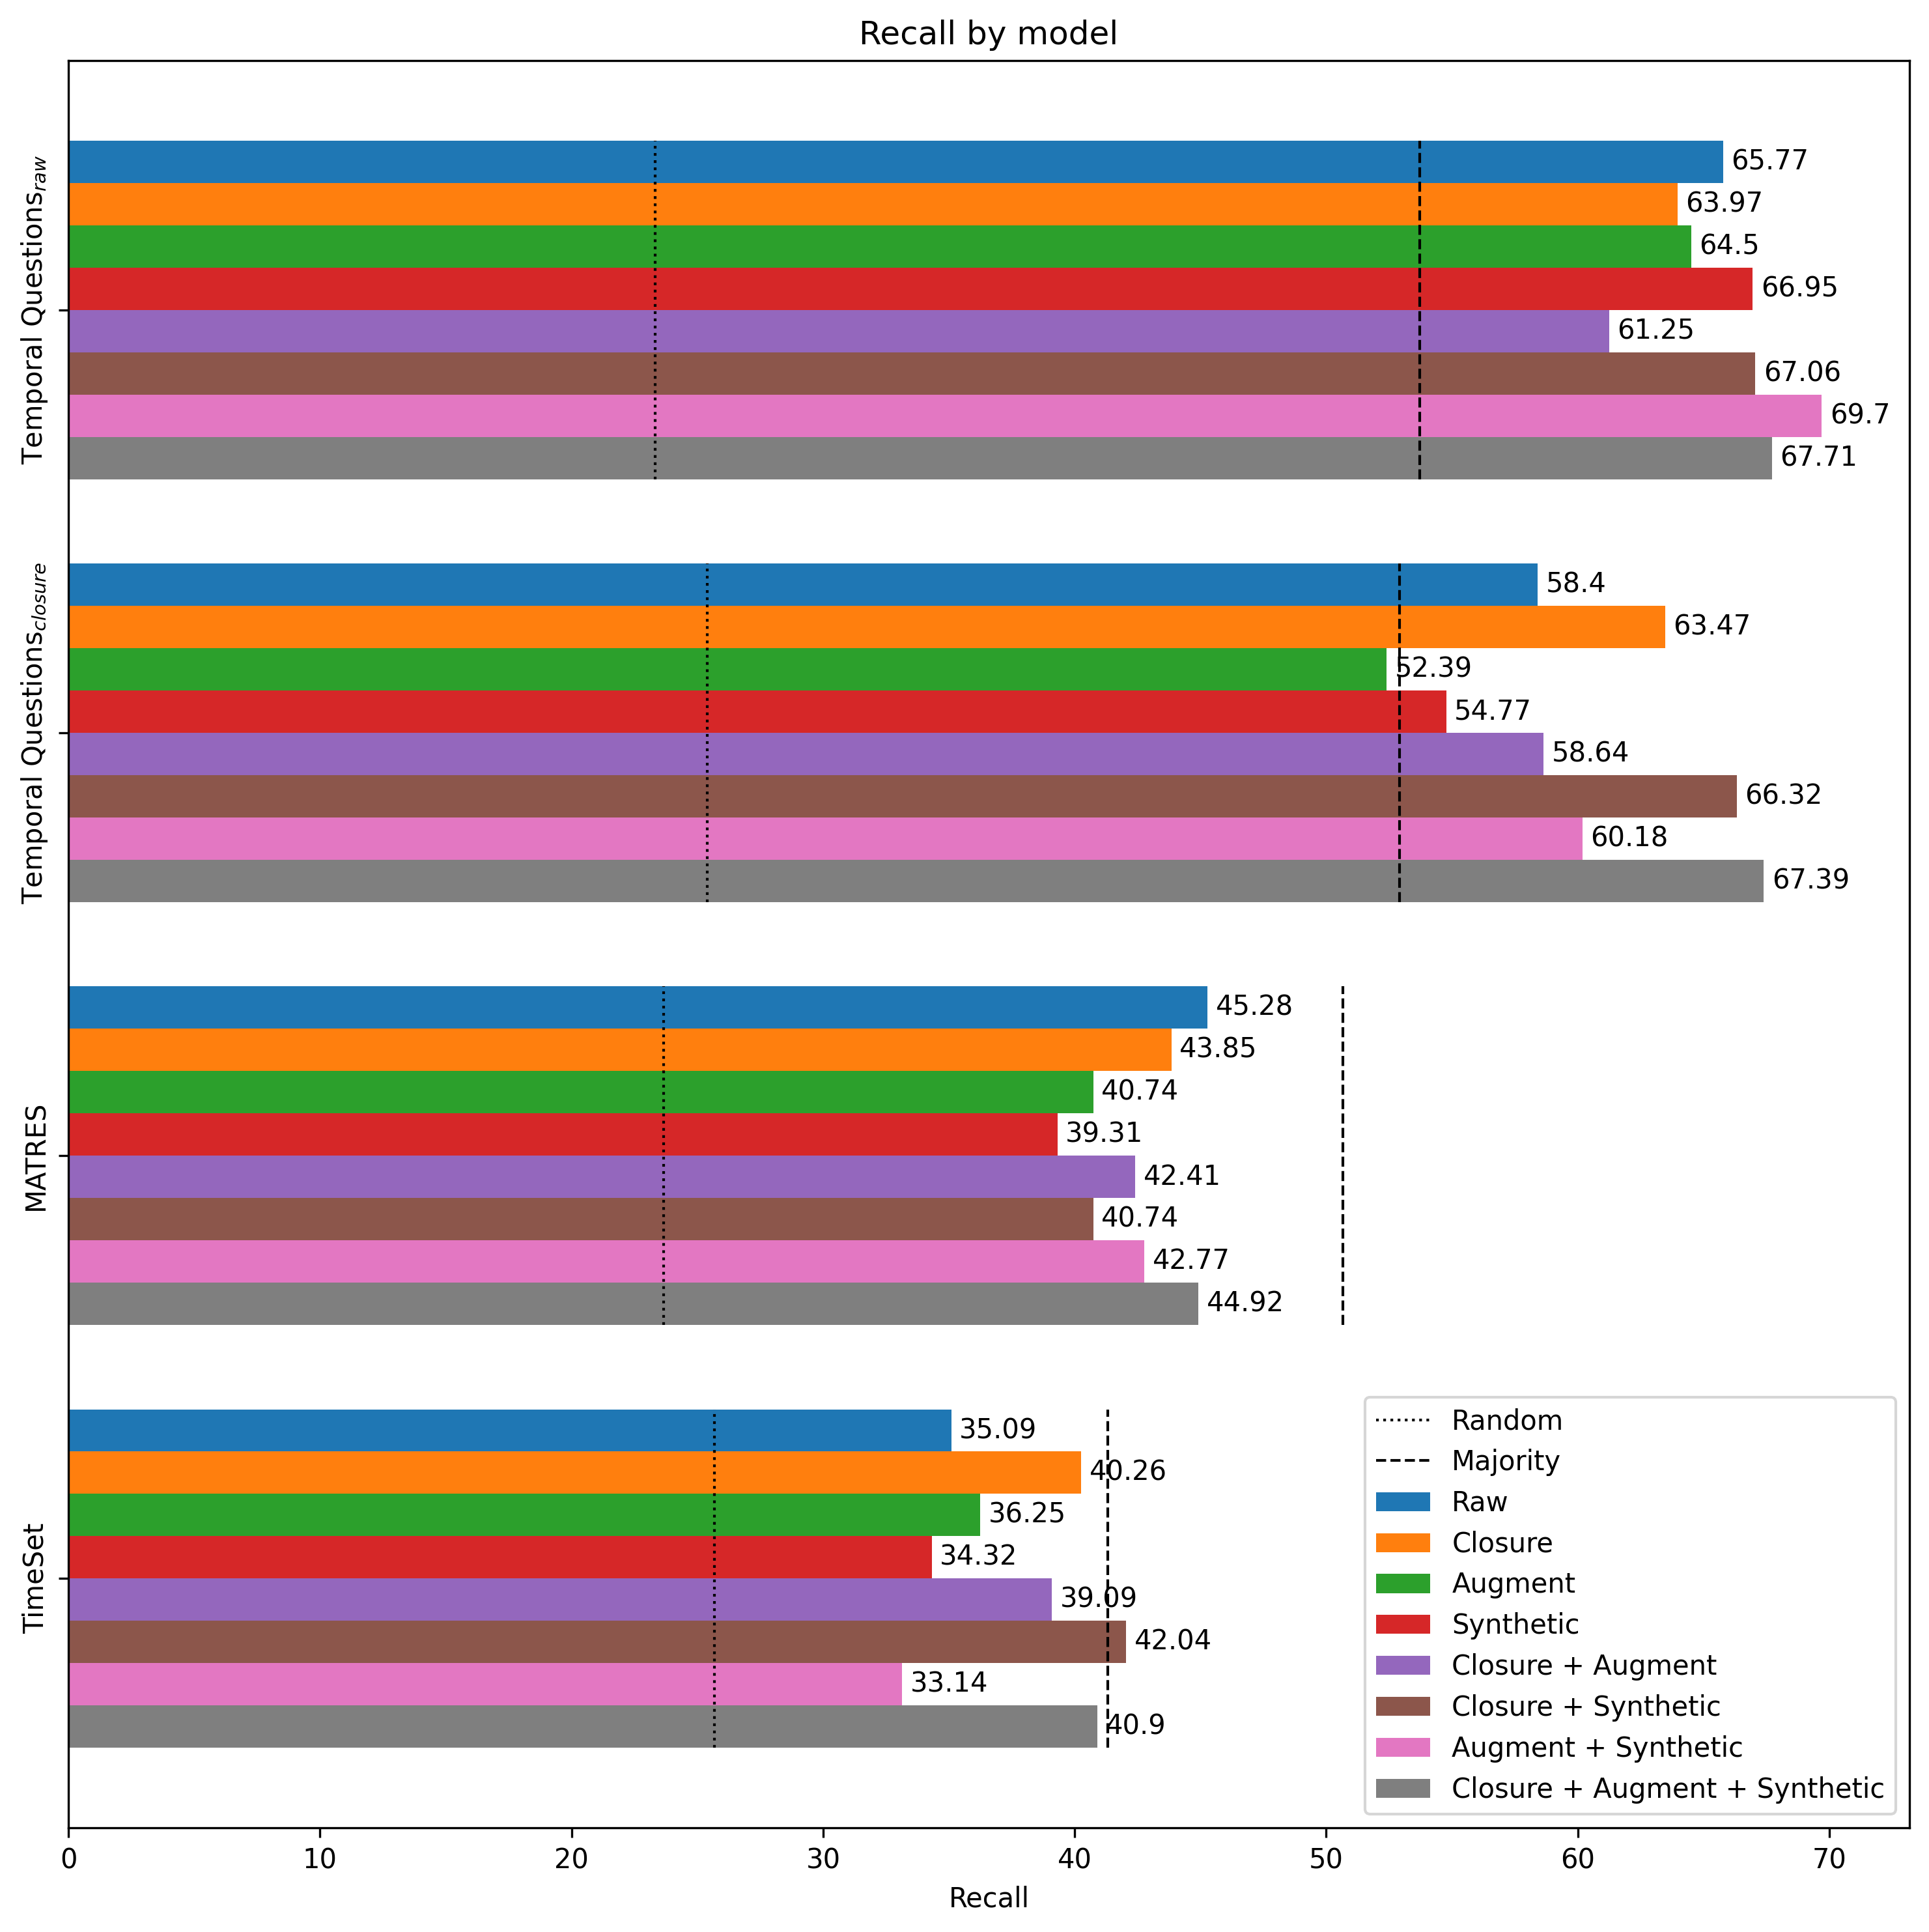 Recall by model
Temporal Questions_raw
65.77
63.97
64.5
66.95
61.25
67.06
69.7
67.71
Temporal Questions_closure
58.4
63.47
52.39
54.77
58.64
66.32
60.18
67.39
MATRES
45.28
43.85
40.74
39.31
42.41
40.74
42.77
44.92
TimeSet
35.09
40.26
36.25
34.32
39.09
42.04
33.14
40.9
Random
Majority
Raw
Closure
Augment
Synthetic
Closure + Augment
Closure + Synthetic
Augment + Synthetic
Closure + Augment + Synthetic
0 10 20 30 40 50 60 70
Recall